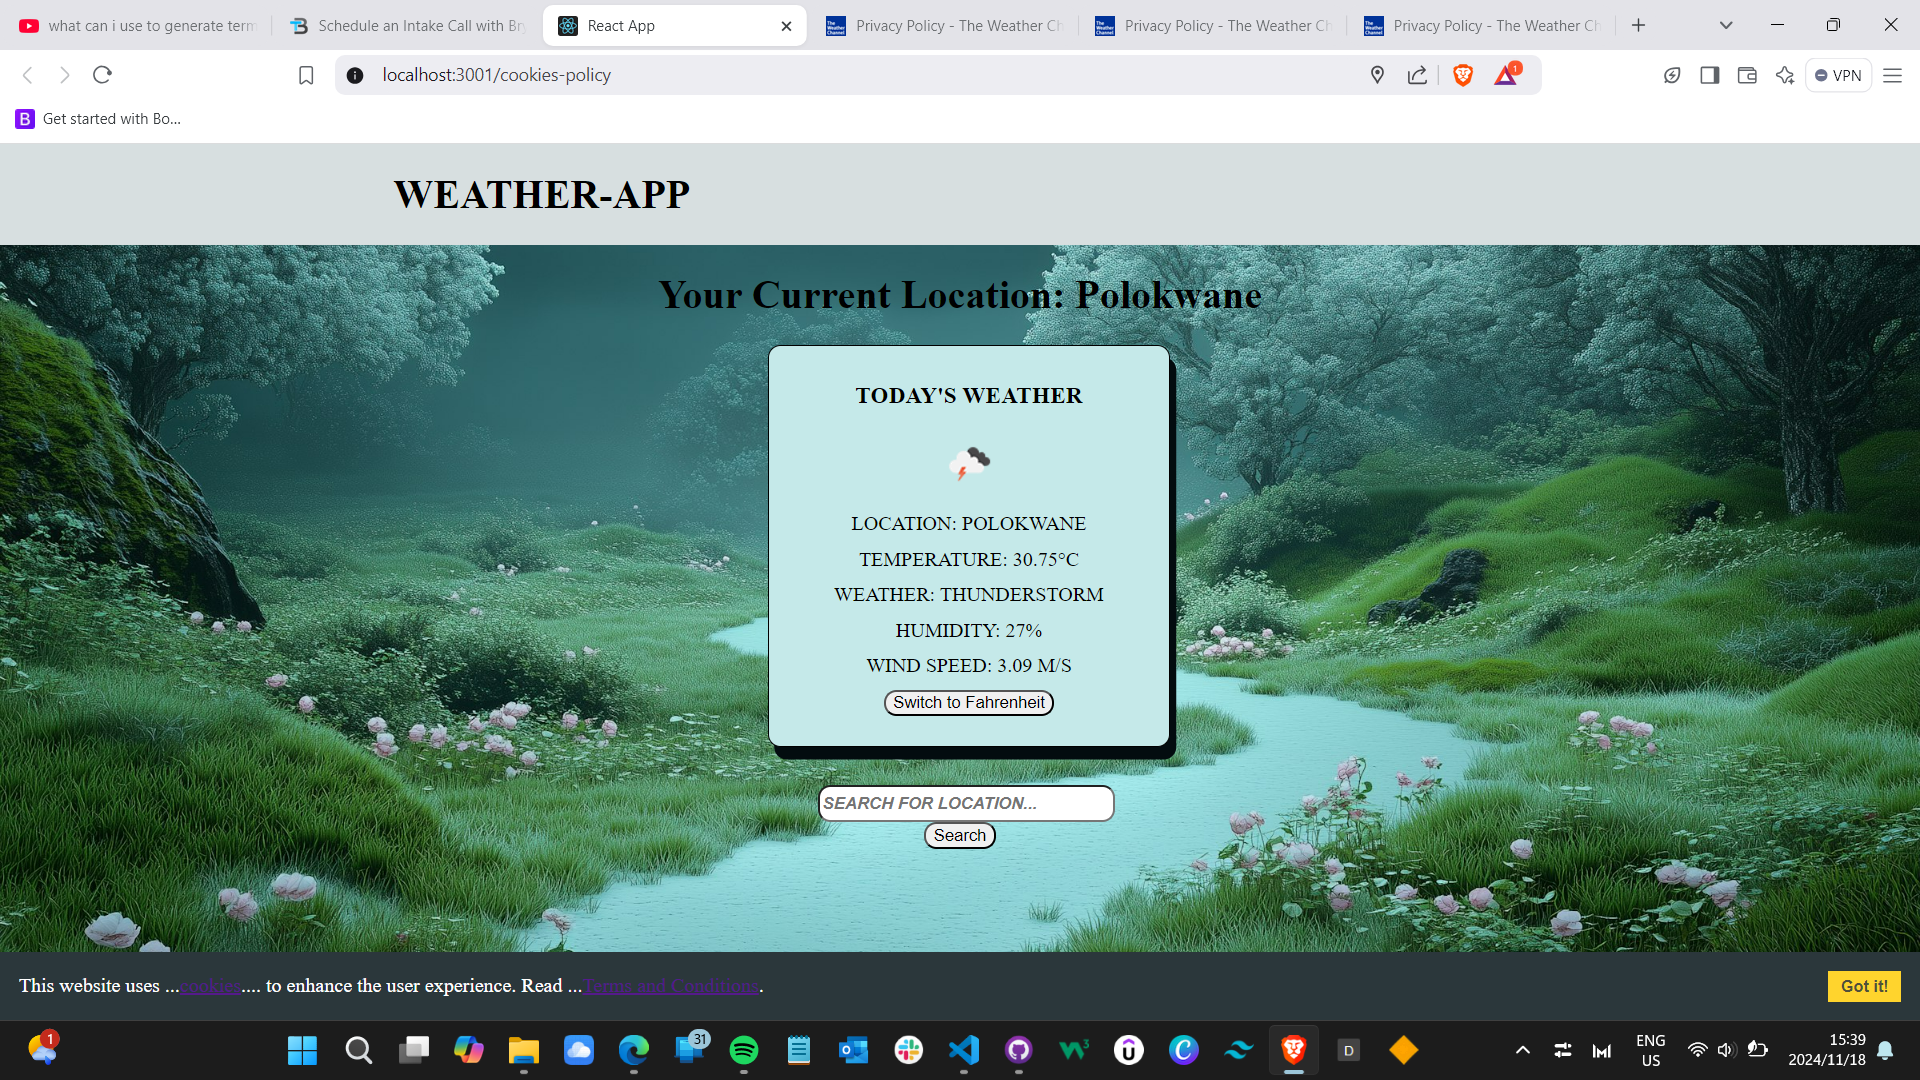 what can i use to generate term
Schedule an Intake Call with Bry
React App
Privacy Policy - The Weather Ch
Privacy Policy - The Weather Ch
Privacy Policy - The Weather Ch
localhost:3001/cookies-policy
1
VPN
B Get started with Bo...
WEATHER-APP
Your Current Location: Polokwane
TODAY'S WEATHER
LOCATION: POLOKWANE
TEMPERATURE: 30.75°C
WEATHER: THUNDERSTORM
HUMIDITY: 27%
WIND SPEED: 3.09 M/S
Switch to Fahrenheit
SEARCH FOR LOCATION...
Search
This website uses ...cookies.... to enhance the user experience. Read ...Terms and Conditions.
Got it!
1
31
D
ENG
US
15:39
2024/11/18